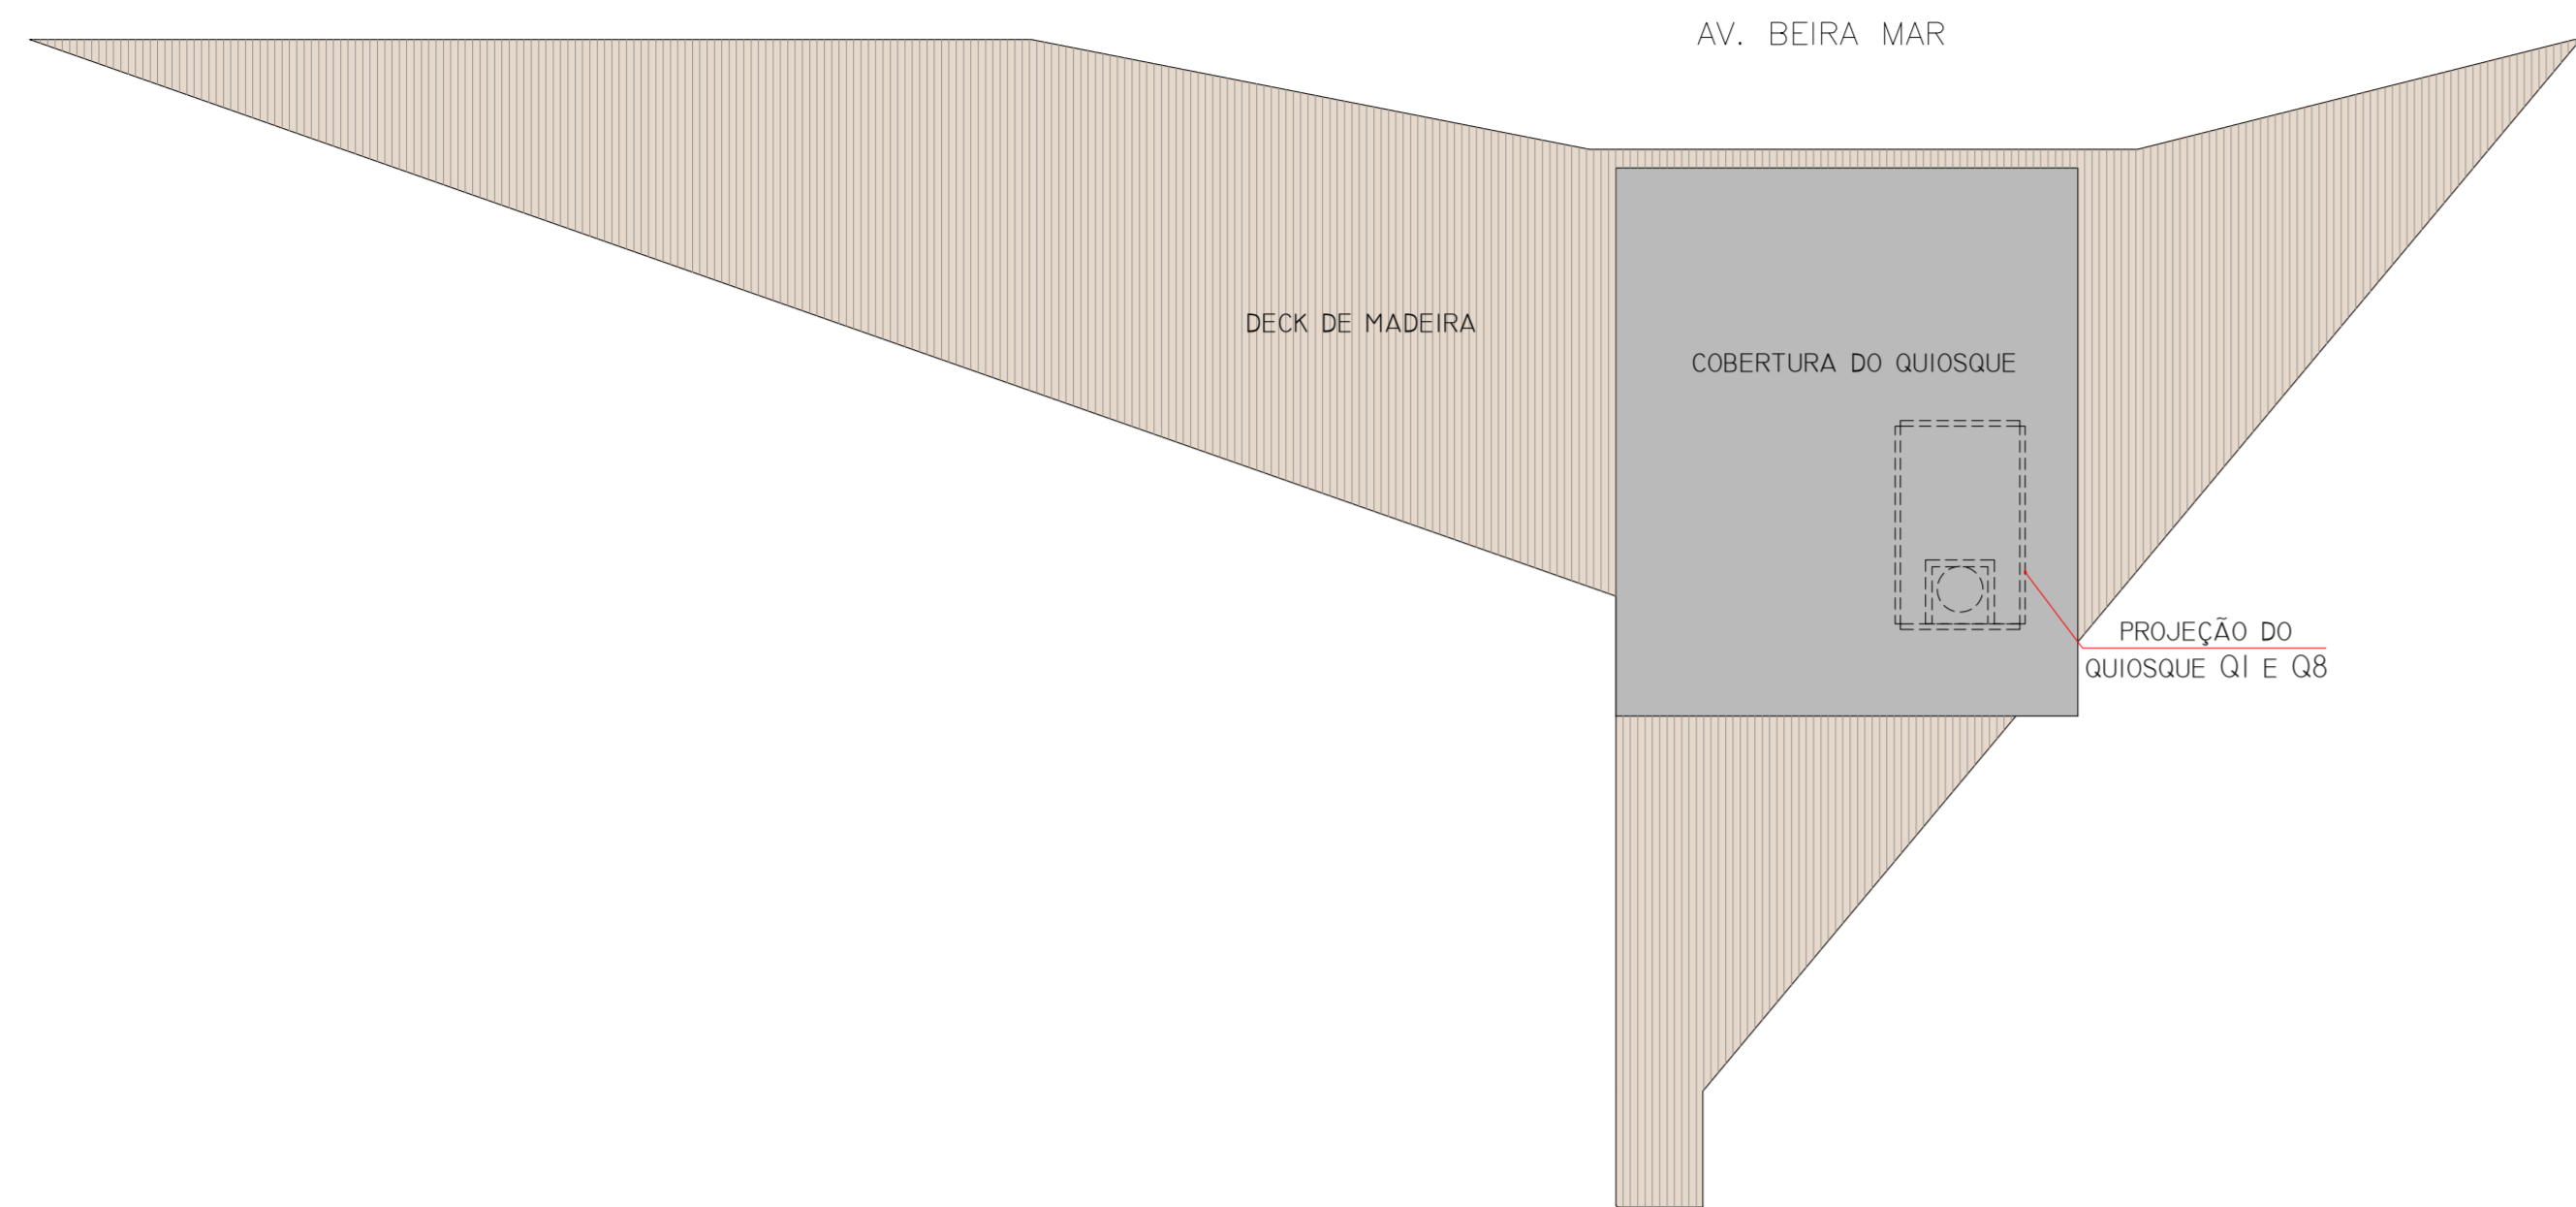 AV. BEIRA MAR
DECK DE MADEIRA
COBERTURA DO QUIOSQUE
PROJEÇÃO DO
QUIOSQUE Q1 E Q8